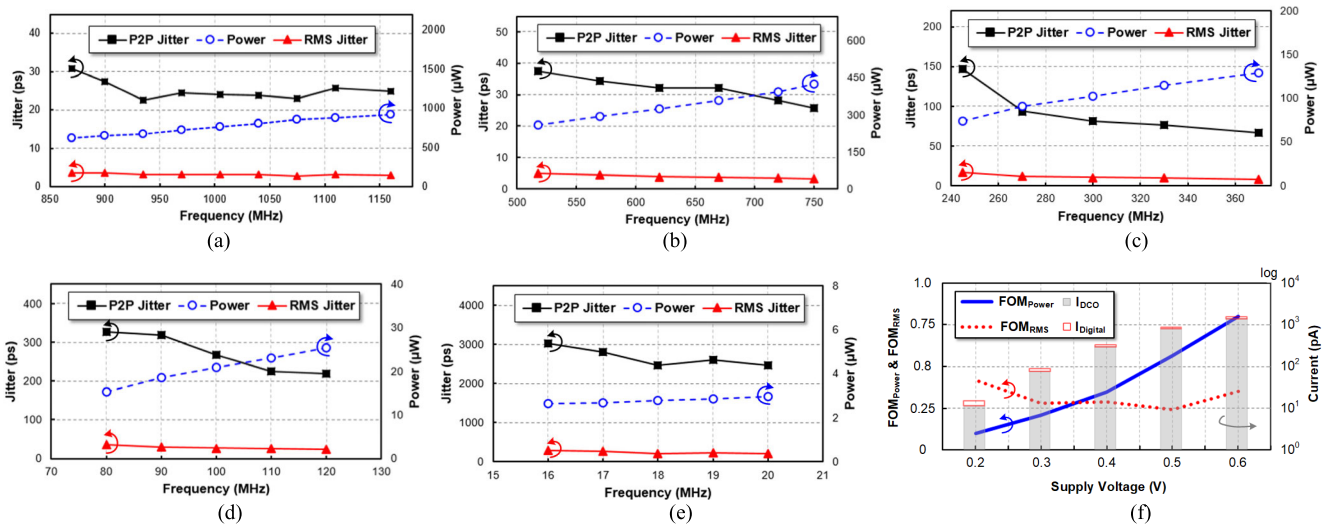 P2P Jitter Power RMS Jitter
Jitter (ps)
40
30
20
10
0
Power (µW)
2000
1500
1000
500
0
850 900 950 1000 1050 1100 1150
Frequency (MHz)
(a)
P2P Jitter Power RMS Jitter
Jitter (ps)
50
40
30
20
10
0
Power (µW)
600
450
300
150
0
500 550 600 650 700 750
Frequency (MHz)
(b)
P2P Jitter Power RMS Jitter
Jitter (ps)
200
150
100
50
0
Power (µW)
200
150
100
50
0
240 260 280 300 320 340 360
Frequency (MHz)
(c)
P2P Jitter Power RMS Jitter
Jitter (ps)
400
300
200
100
0
Power (µW)
40
30
20
10
0
70 80 90 100 110 120 130
Frequency (MHz)
(d)
P2P Jitter Power RMS Jitter
Jitter (ps)
4000
3000
2000
1000
0
Power (µW)
8
6
4
2
0
15 16 17 18 19 20 21
Frequency (MHz)
(e)
FOMPower IDCO
FOMRMS IDigital
FOMPower & FOMRMS
1.0
0.75
0.8
0.25
0
log
Current (pA)
10^4
10^3
10^2
10^1
10^0
0.2 0.3 0.4 0.5 0.6
Supply Voltage (V)
(f)